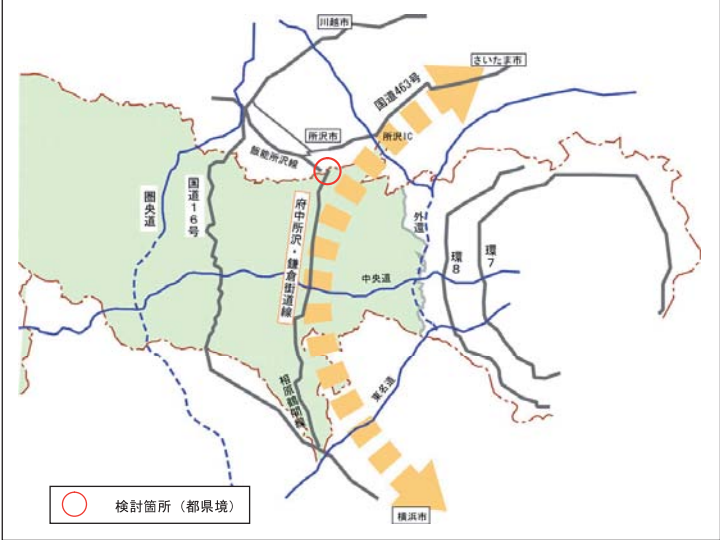 川越市
さいたま市
国道463号
所沢市
所沢IC
飯能所沢線
圏央道
国道16号
府中所沢・鎌倉街道線
外環
環8
環7
中央道
相原鶴間線
東名道
横浜市
検討箇所（都県境）